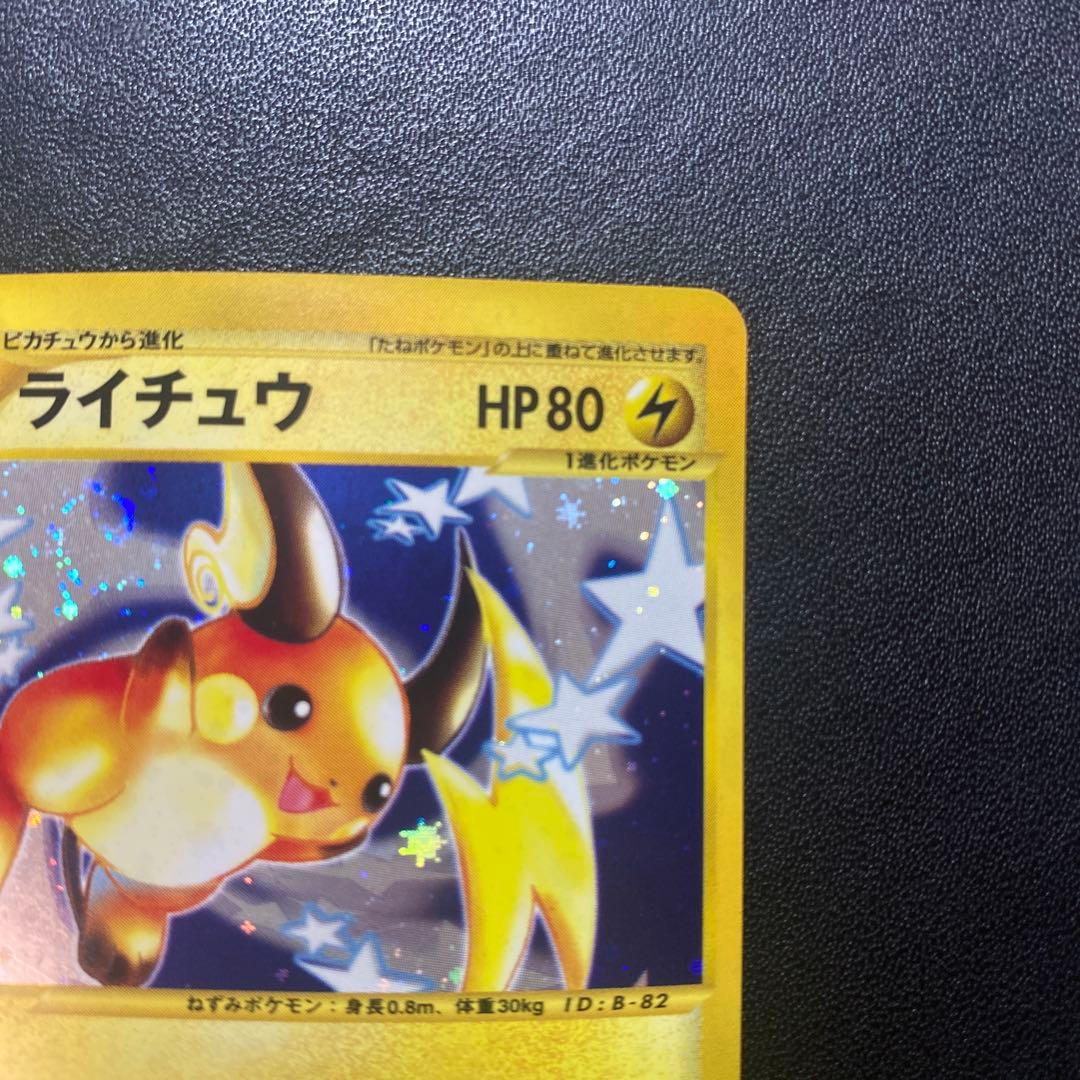 ピカチュウから進化
「たねポケモン」の上に重ねて進化させます。
ライチュウ HP80
1進化ポケモン
ねずみポケモン：身長0.8m、体重30kg ID:B-82